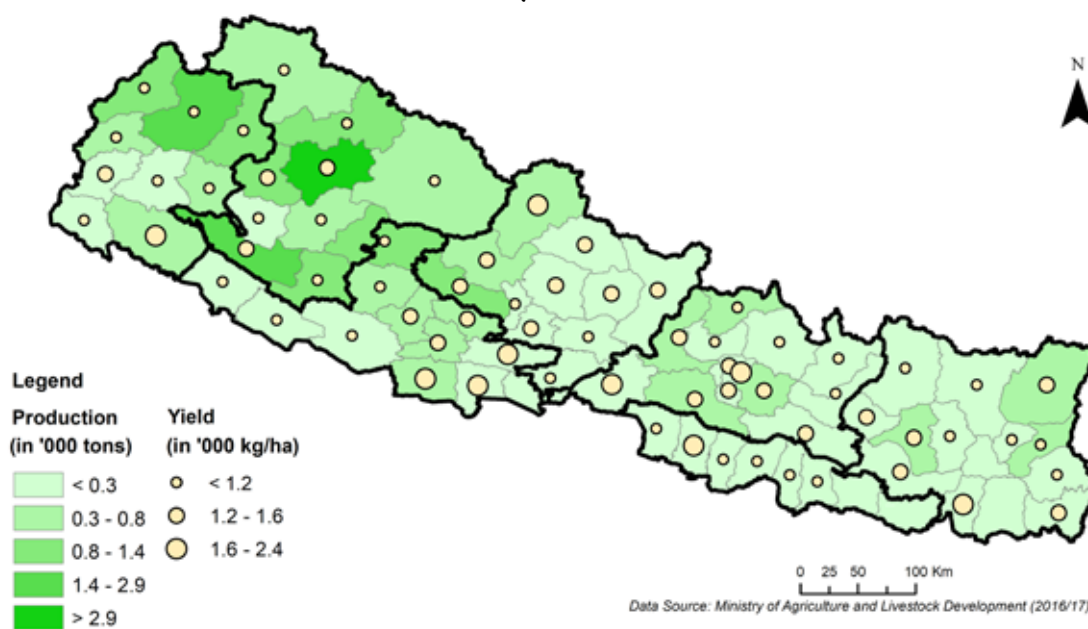 N
Legend
Production
(in '000 tons)
< 0.3
0.3 - 0.8
0.8 - 1.4
1.4 - 2.9
> 2.9
Yield
(in '000 kg/ha)
< 1.2
1.2 - 1.6
1.6 - 2.4
0 25 50 100 Km
Data Source: Ministry of Agriculture and Livestock Development (2016/17)